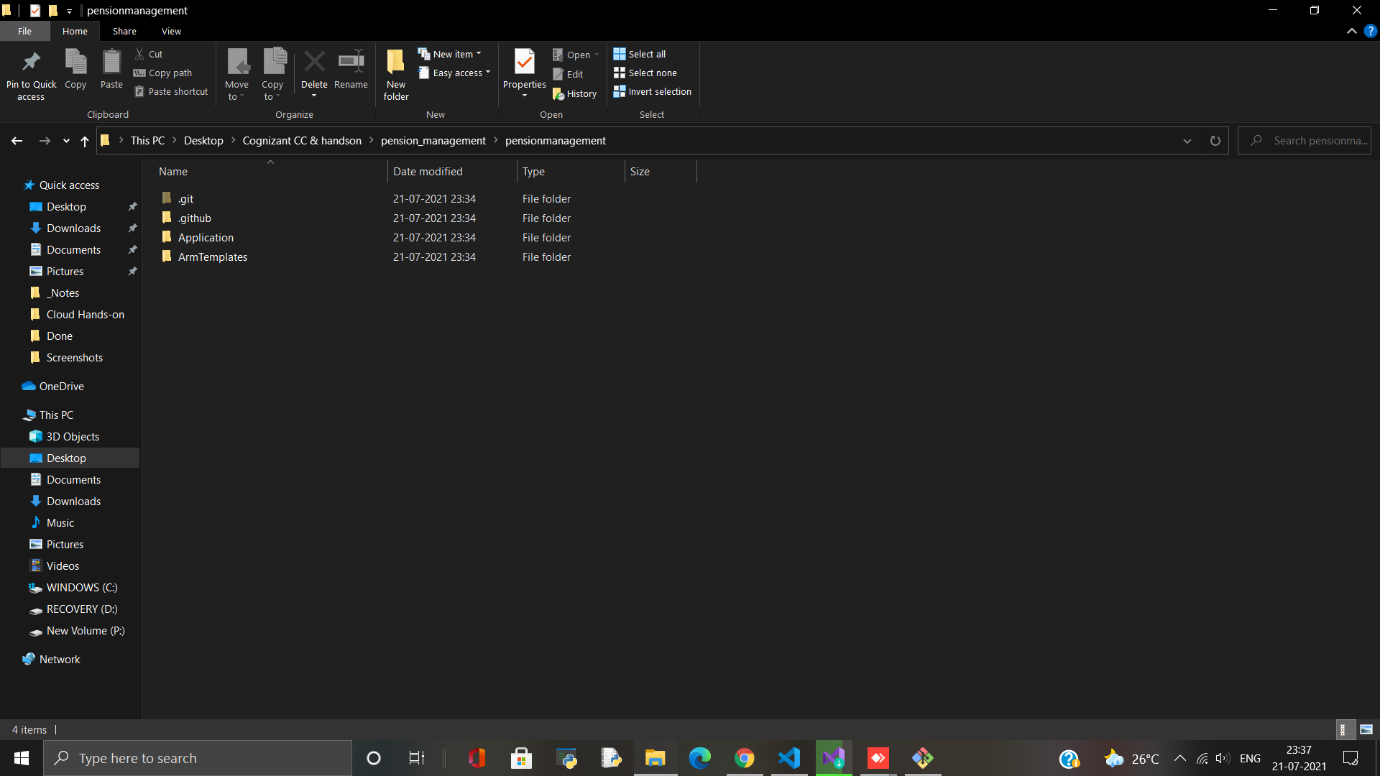 pensionmanagement
File Home Share View
Pin to Quick access
Copy
Paste
Cut
Copy path
Paste shortcut
Clipboard
Move to
Copy to
Delete
Rename
Organize
New folder
New item
Easy access
New
Properties
Open
Edit
History
Open
Select all
Select none
Invert selection
Select
This PC Desktop Cognizant CC & handson pension_management pensionmanagement
Search pensionma...
Quick access
Desktop
Downloads
Documents
Pictures
_Notes
Cloud Hands-on
Done
Screenshots
OneDrive
This PC
3D Objects
Desktop
Documents
Downloads
Music
Pictures
Videos
WINDOWS (C:)
RECOVERY (D:)
New Volume (P:)
Network
Name Date modified Type Size
.git 21-07-2021 23:34 File folder
.github 21-07-2021 23:34 File folder
Application 21-07-2021 23:34 File folder
ArmTemplates 21-07-2021 23:34 File folder
4 items
Type here to search
26°C
ENG
23:37
21-07-2021